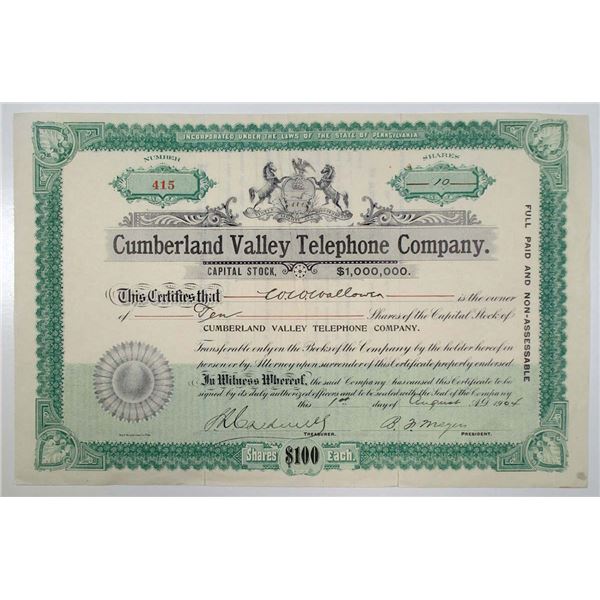 INCORPORATED UNDER THE LAWS OF THE STATE OF PENNSYLVANIA
NUMBER
415
SHARES
10
Cumberland Valley Telephone Company.
CAPITAL STOCK, $1,000,000.
This Certifies that is the owner
of Ten Shares of the Capital Stock of
CUMBERLAND VALLEY TELEPHONE COMPANY.
Transferable only on the Books of the Company by the holder hereof in
person or by Attorney upon surrender of this Certificate properly endorsed.
In Witness Whereof, the said Company has caused this Certificate to be
signed by its duly authorized officers and to be sealed with the Seal of the Company
this 1st day of August A.D. 1904
B. F. Meyers
TREASURER.
PRESIDENT.
Shares $100 Each.
FULL PAID AND NON-ASSESSABLE